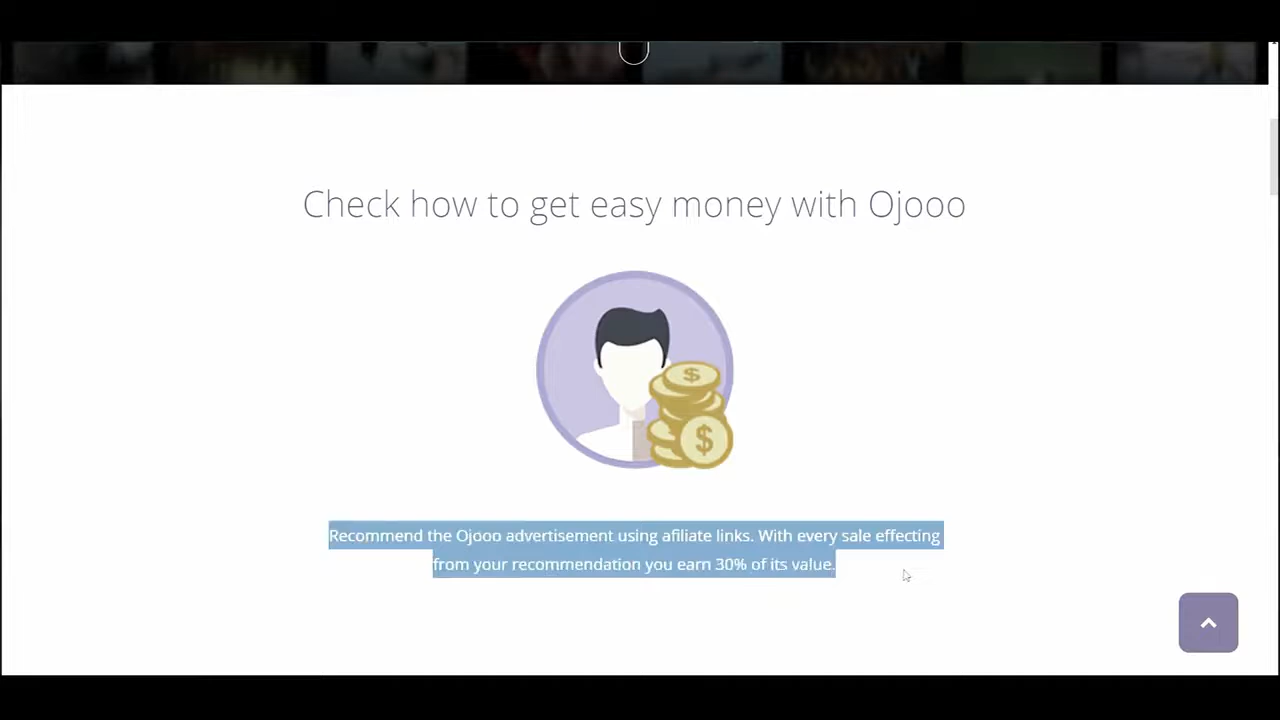 Check how to get easy money with Ojooo
$
$
Recommend the Ojooo advertisement using afiliate links. With every sale effecting
from your recommendation you earn 30% of its value.